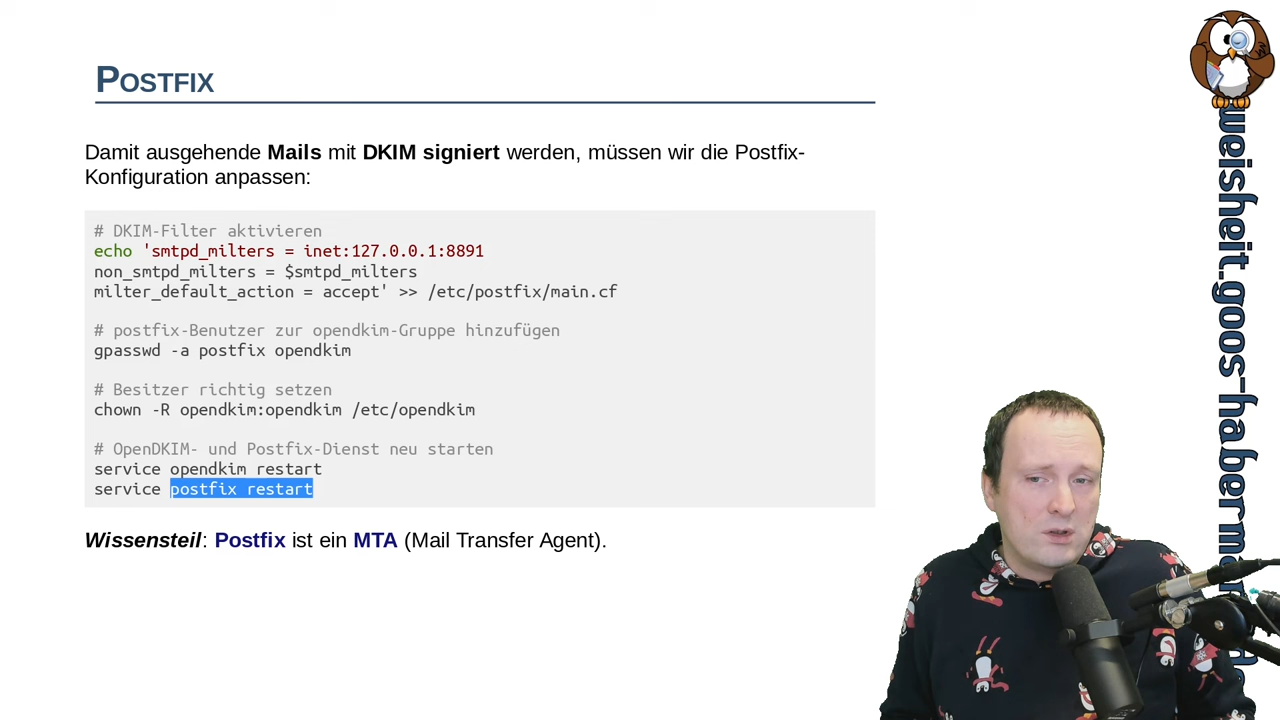 Postfix
Damit ausgehende Mails mit DKIM signiert werden, müssen wir die Postfix-
Konfiguration anpassen:
# DKIM-Filter aktivieren
echo 'smtpd_milters = inet:127.0.0.1:8891
non_smtpd_milters = $smtpd_milters
milter_default_action = accept' >> /etc/postfix/main.cf
# postfix-Benutzer zur opendkim-Gruppe hinzufügen
gpasswd -a postfix opendkim
# Besitzer richtig setzen
chown -R opendkim:opendkim /etc/opendkim
# OpenDKIM- und Postfix-Dienst neu starten
service opendkim restart
service postfix restart
Wissensteil: Postfix ist ein MTA (Mail Transfer Agent).
weisheit.goos-haberma